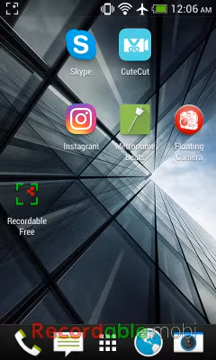 12:06 AM
Skype
CuteCut
Instagram
Metronome
Beats
Floating
Camera
Recordable
Free
Recordable.mobi